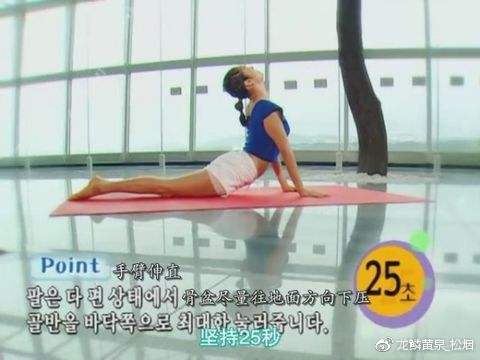 Point 手臂伸直
팔은 다 편 상태에서 骨盆尽量往地面方向下压
골반을 바닥쪽으로 최대한 눌러줍니다.
坚持25秒
25초
@龙鳞黄泉_松烟